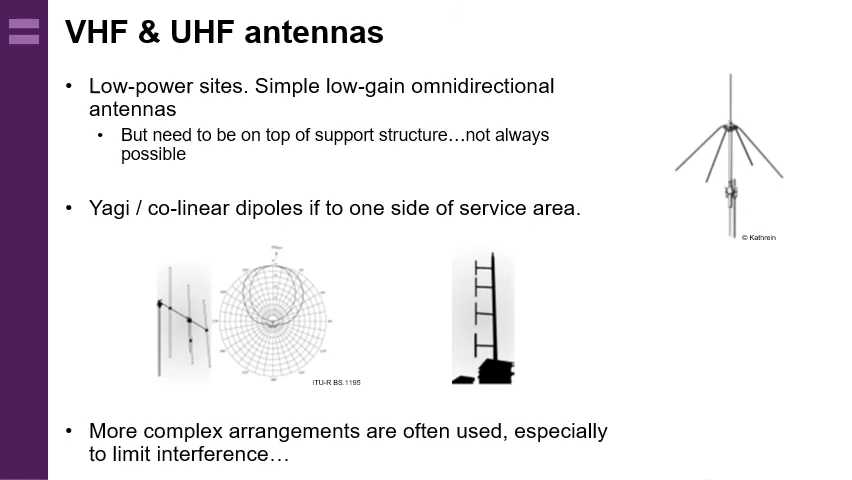 VHF & UHF antennas
• Low-power sites. Simple low-gain omnidirectional
antennas
• But need to be on top of support structure…not always
possible
• Yagi / co-linear dipoles if to one side of service area.
© Kathrein
ITU-R BS.1195
• More complex arrangements are often used, especially
to limit interference…